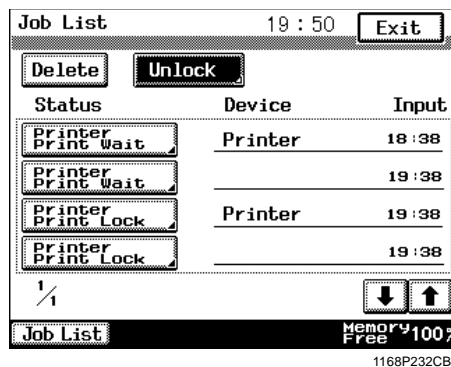 Job List 19:50 Exit
Delete Unlock
Status Device Input
Printer
Print Wait Printer 18:38
Printer
Print Wait 19:38
Printer
Print Lock Printer 19:38
Printer
Print Lock 19:38
1/1
Job List Memory Free 100%
1168P232CB